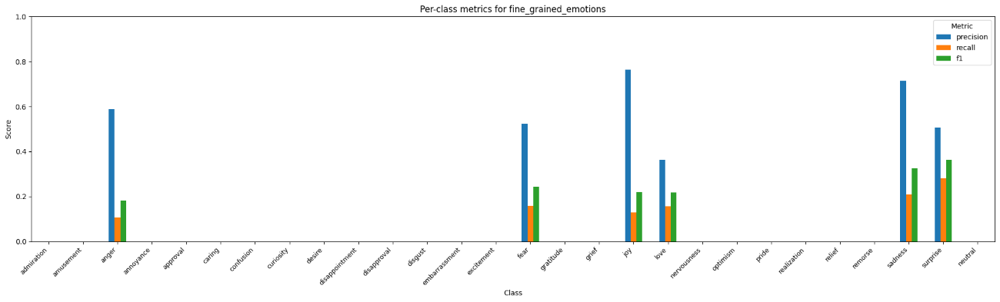 Per-class metrics for fine_grained_emotions
Score
1.0
0.8
0.6
0.4
0.2
0.0
Metric
precision
recall
f1
admiration
amusement
anger
annoyance
approval
caring
confusion
curiosity
desire
disappointment
disapproval
disgust
embarrassment
excitement
fear
gratitude
grief
joy
love
nervousness
optimism
pride
realization
relief
remorse
sadness
surprise
neutral
Class